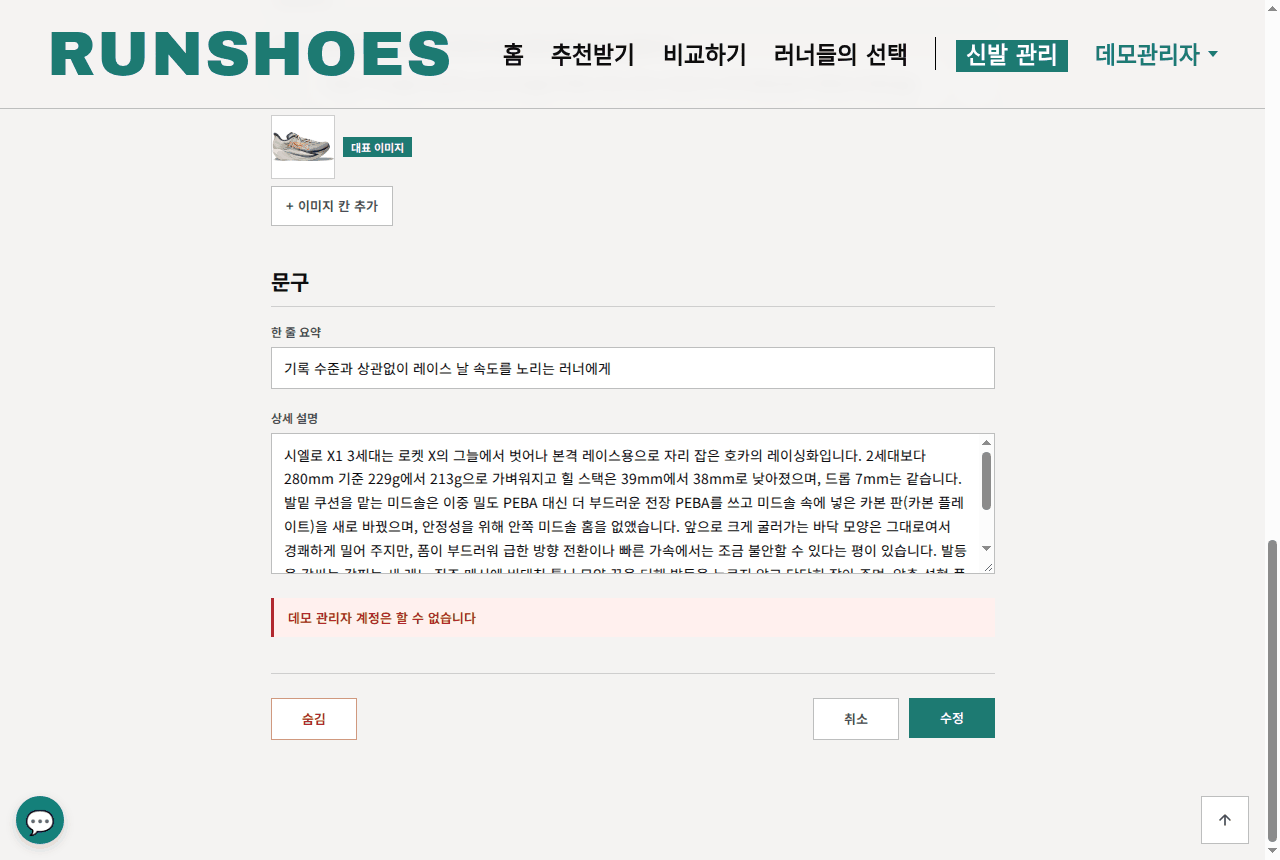 RUNSHOES
홈
추천받기
비교하기
러너들의 선택
신발 관리
데모관리자
대표 이미지
+ 이미지 칸 추가
문구
한 줄 요약
기록 수준과 상관없이 레이스 날 속도를 노리는 러너에게
상세 설명
시엘로 X1 3세대는 로켓 X의 그늘에서 벗어나 본격 레이스용으로 자리 잡은 호카의 레이싱화입니다. 2세대보다
280mm 기준 229g에서 213g으로 가벼워지고 힐 스택은 39mm에서 38mm로 낮아졌으며, 드롭 7mm는 같습니다.
발밑 쿠션을 맡는 미드솔은 이중 밀도 PEBA 대신 더 부드러운 전장 PEBA를 쓰고 미드솔 속에 넣은 카본 판(카본 플레
이트)을 새로 바꿨으며, 안정성을 위해 안쪽 미드솔 홈을 없앴습니다. 앞으로 크게 굴러가는 바닥 모양은 그대로여서
경쾌하게 밀어 주지만, 폼이 부드러워 급한 방향 전환이나 빠른 가속에서는 조금 불안할 수 있다는 평이 있습니다. 발등
데모 관리자 계정은 할 수 없습니다
숨김
취소
수정